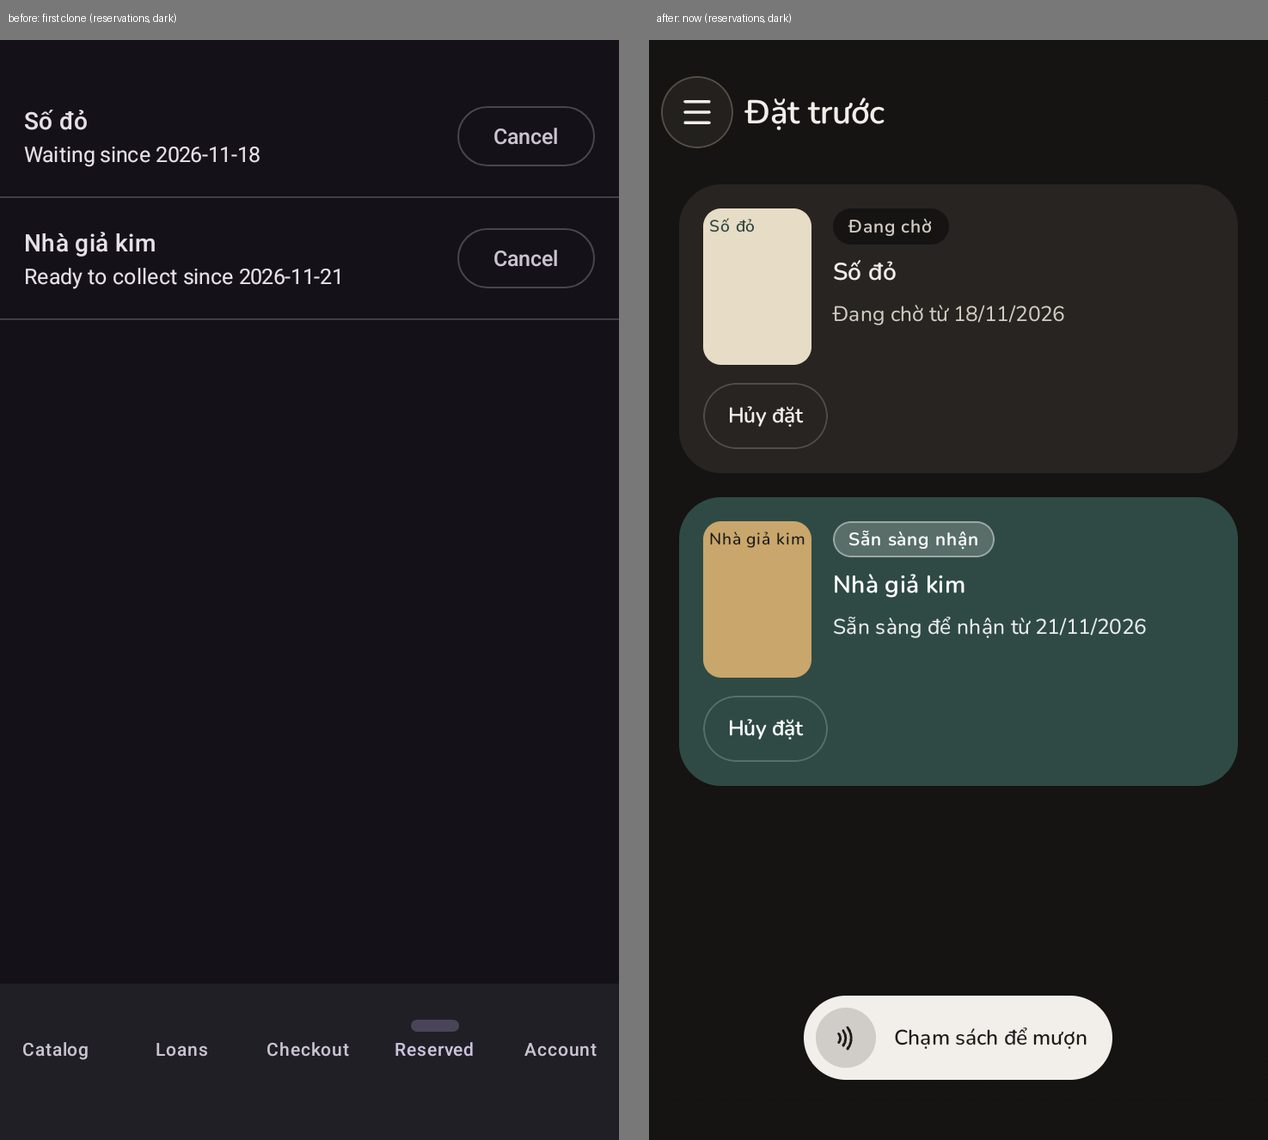 before: first clone (reservations, dark)
Số đỏ
Waiting since 2026-11-18
Cancel
Nhà giả kim
Ready to collect since 2026-11-21
Cancel
Catalog
Loans
Checkout
Reserved
Account
after: now (reservations, dark)
Đặt trước
Số đỏ
Đang chờ
Số đỏ
Đang chờ từ 18/11/2026
Hủy đặt
Nhà giả kim
Sẵn sàng nhận
Nhà giả kim
Sẵn sàng để nhận từ 21/11/2026
Hủy đặt
Chạm sách để mượn